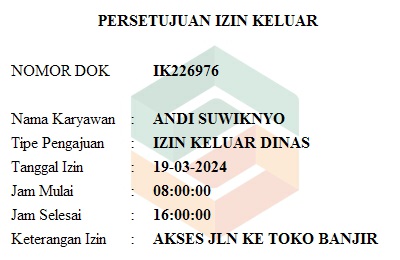 PERSETUJUAN IZIN KELUAR
NOMOR DOK IK226976
Nama Karyawan : ANDI SUWIKNYO
Tipe Pengajuan : IZIN KELUAR DINAS
Tanggal Izin : 19-03-2024
Jam Mulai : 08:00:00
Jam Selesai : 16:00:00
Keterangan Izin : AKSES JLN KE TOKO BANJIR